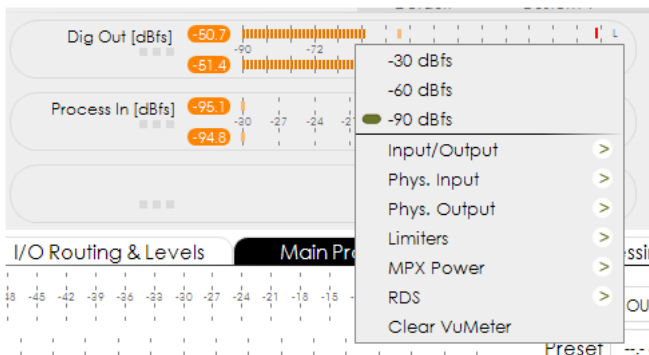 Dig Out [dBfs] -50.7 L
-90 -72
-51.4
-30 dBfs
-60 dBfs
-90 dBfs
Process In [dBfs] -95.1
-30 -27 -24
-94.8
Input/Output >
Phys. Input >
Phys. Output >
Limiters >
MPX Power >
RDS >
Clear VuMeter
I/O Routing & Levels Main
-45 -42 -39 -36 -33 -30 -27 -24 -21 -18 -15
Preset